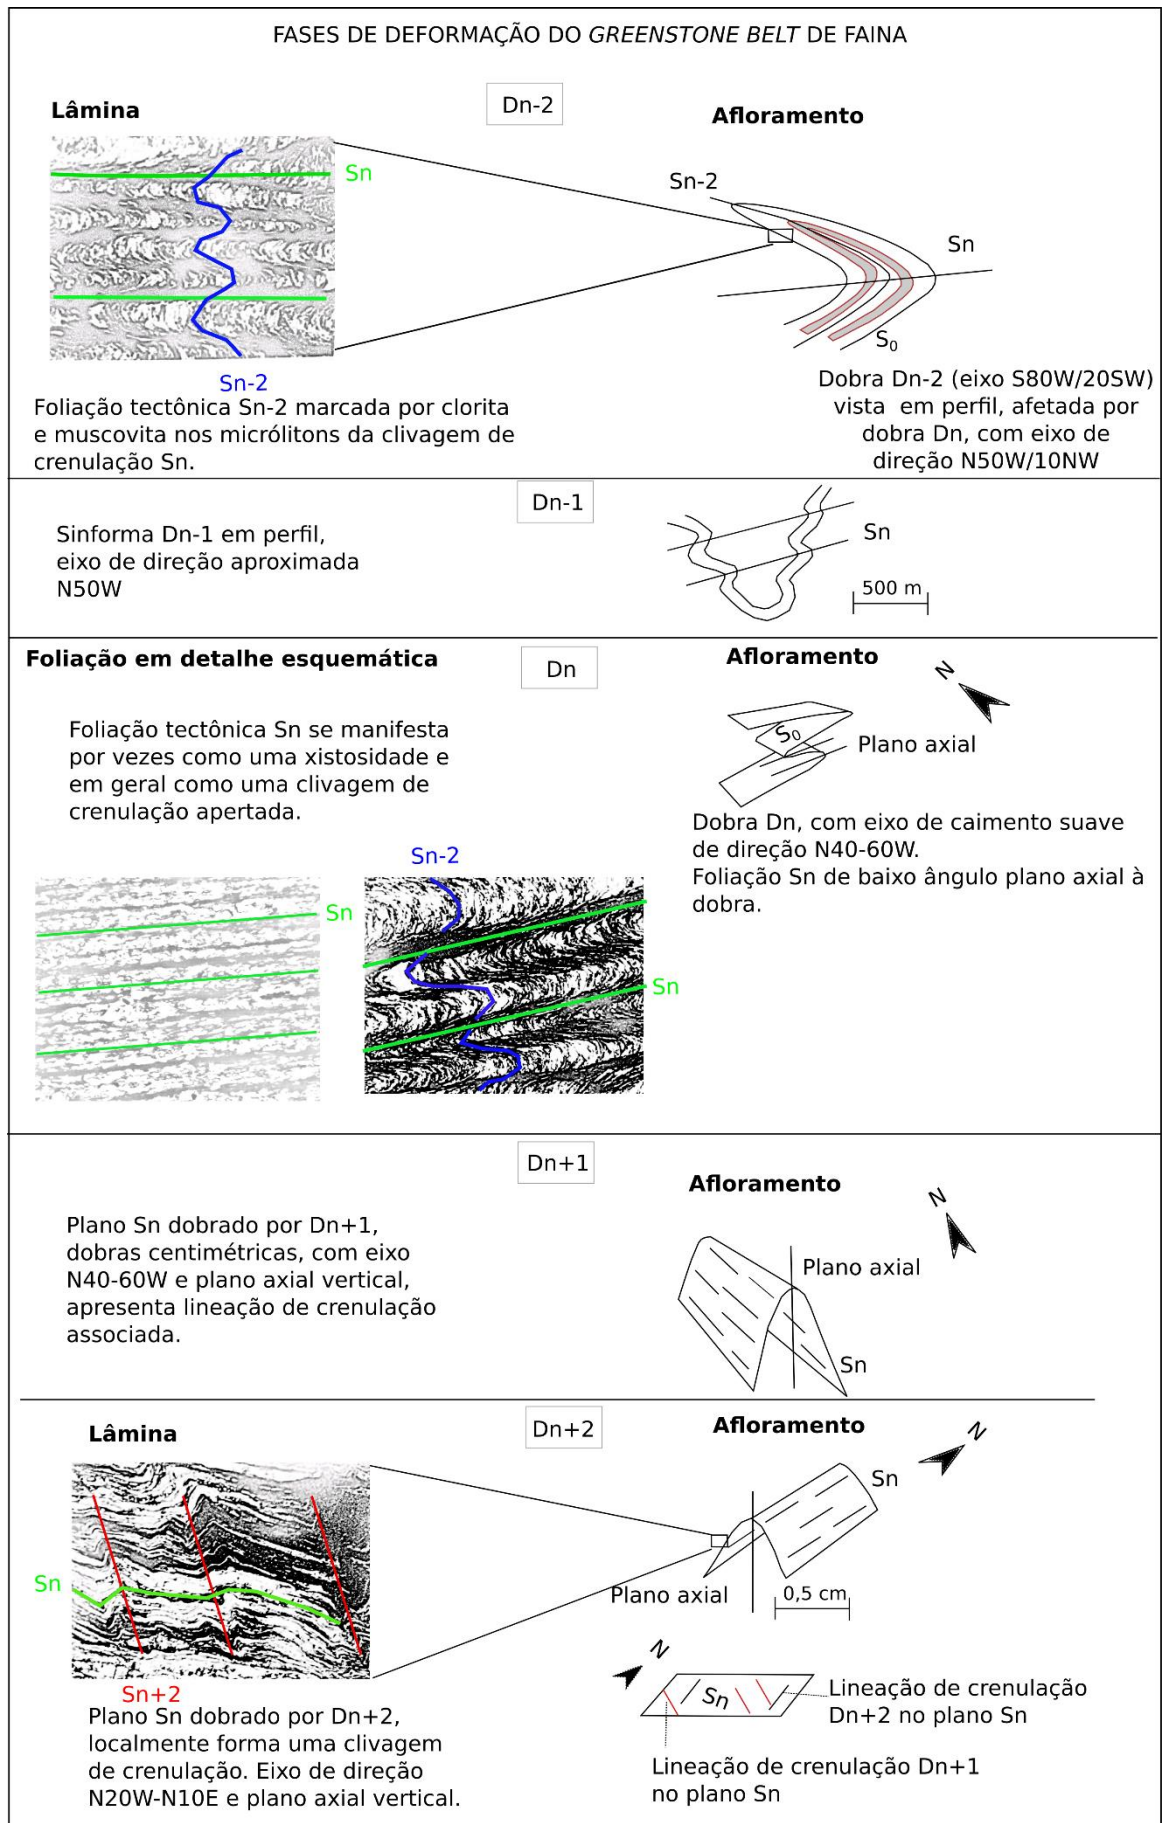 FASES DE DEFORMAÇÃO DO GREENSTONE BELT DE FAINA
Dn-2
Lâmina
Afloramento
Sn
Sn-2
Sn-2
Sn
S0
Foliação tectônica Sn-2 marcada por clorita
e muscovita nos micrólitons da clivagem de
crenulação Sn.
Dobra Dn-2 (eixo S80W/20SW)
vista em perfil, afetada por
dobra Dn, com eixo de
direção N50W/10NW
Dn-1
Sinforma Dn-1 em perfil,
eixo de direção aproximada
N50W
Sn
500 m
Foliação em detalhe esquemática
Dn
Afloramento
N
Foliação tectônica Sn se manifesta
por vezes como uma xistosidade e
em geral como uma clivagem de
crenulação apertada.
S0
Plano axial
Dobra Dn, com eixo de caimento suave
de direção N40-60W.
Foliação Sn de baixo ângulo plano axial à
dobra.
Sn-2
Sn
Sn
Dn+1
Afloramento
N
Plano Sn dobrado por Dn+1,
dobras centimétricas, com eixo
N40-60W e plano axial vertical,
apresenta lineação de crenulação
associada.
Plano axial
Sn
Dn+2
Lâmina
Afloramento
N
Sn
Sn
Plano axial
0,5 cm
Sn+2
Plano Sn dobrado por Dn+2,
localmente forma uma clivagem
de crenulação. Eixo de direção
N20W-N10E e plano axial vertical.
N
Sn
Lineação de crenulação
Dn+2 no plano Sn
Lineação de crenulação Dn+1
no plano Sn